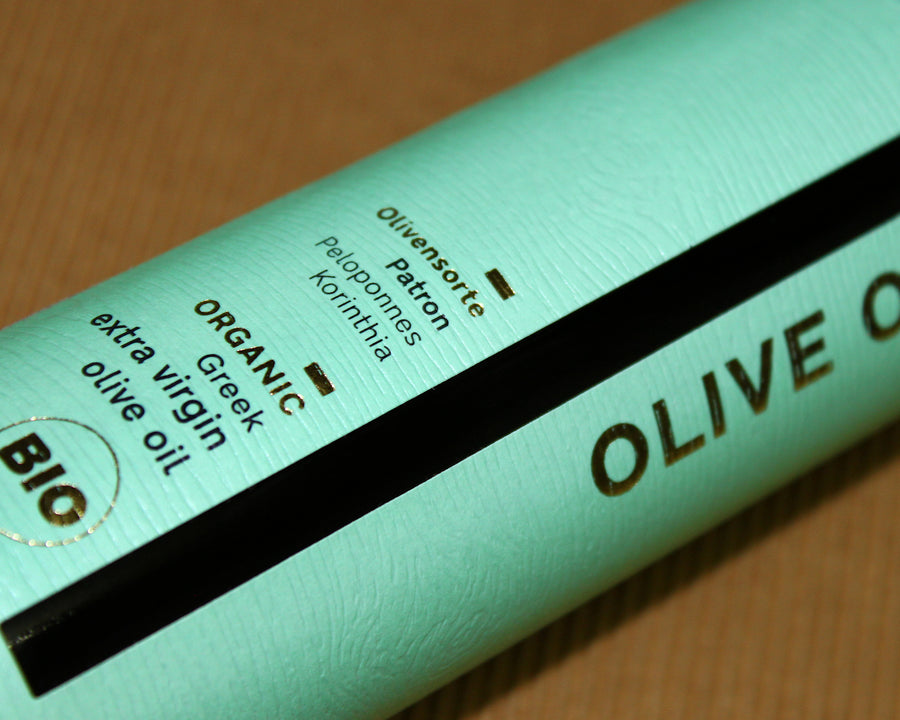 Olivensorte
Patron
Peloponnes
Korinthia
ORGANIC
Greek
extra virgin
olive oil
BIO
OLIVE O